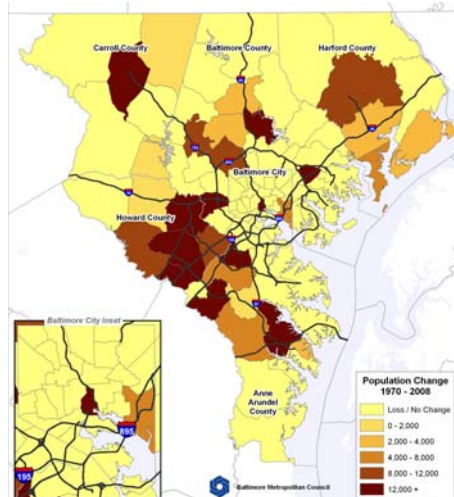 Carroll County
Baltimore County
Harford County
Baltimore City
Howard County
Baltimore City Inset
895
195
Anne
Arundel
County
Population Change
1970 - 2008
Loss / No Change
0 - 2,000
2,000 - 4,000
4,000 - 8,000
8,000 - 12,000
12,000 +
Baltimore Metropolitan Council